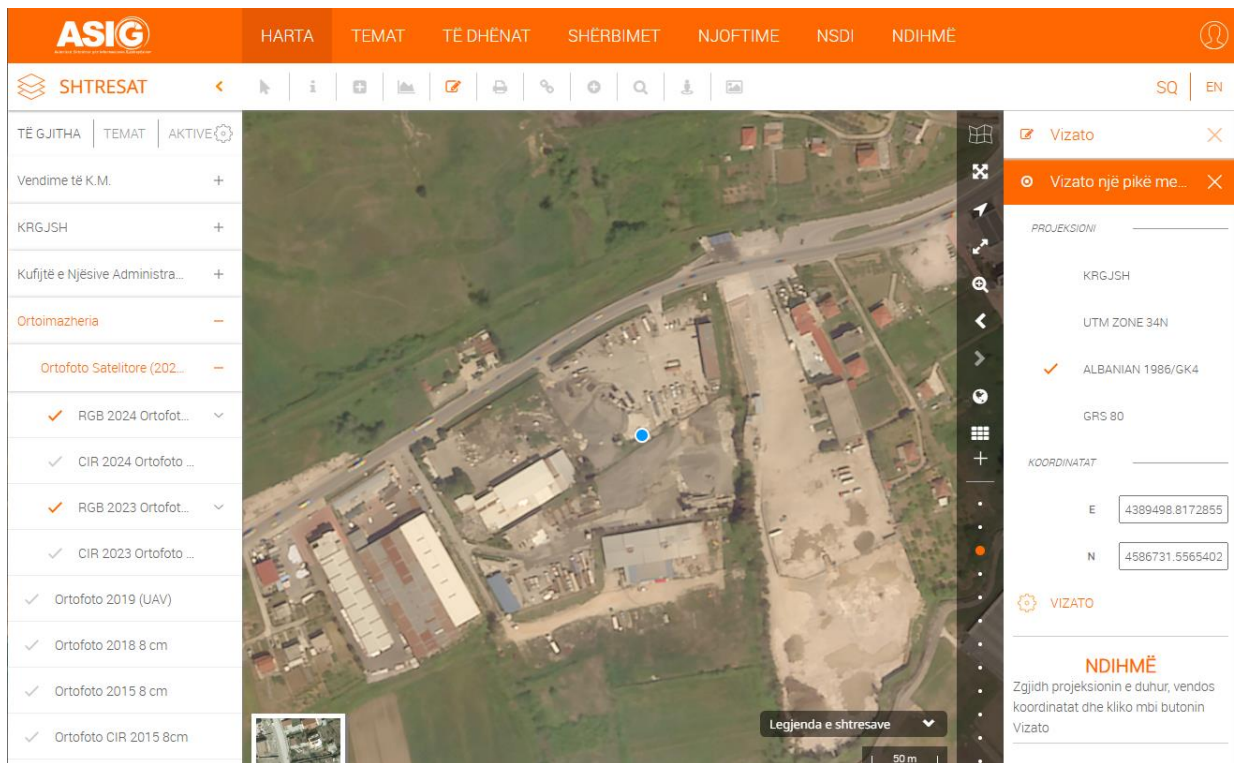 ASIG
HARTA TEMAT TË DHËNAT SHËRBIMET NJOFTIME NSDI NDIHMË
SHTRESAT
SQ EN
TË GJITHA TEMAT AKTIVE
Vendime të K.M.
KRGJSH
Kufijtë e Njësive Administra...
Ortoimazheria
Ortofoto Satelitore (202...
RGB 2024 Ortofot...
CIR 2024 Ortofoto ...
RGB 2023 Ortofot...
CIR 2023 Ortofoto ...
Ortofoto 2019 (UAV)
Ortofoto 2018 8 cm
Ortofoto 2015 8 cm
Ortofoto CIR 2015 8cm
Legjenda e shtresave
50 m
Vizato
Vizato një pikë me...
PROJEKSIONI
KRGJSH
UTM ZONE 34N
ALBANIAN 1986/GK4
GRS 80
KOORDINATAT
E 4389498.8172855
N 4586731.5565402
VIZATO
NDIHMË
Zgjidh projeksionin e duhur, vendos
koordinatat dhe kliko mbi butonin
Vizato